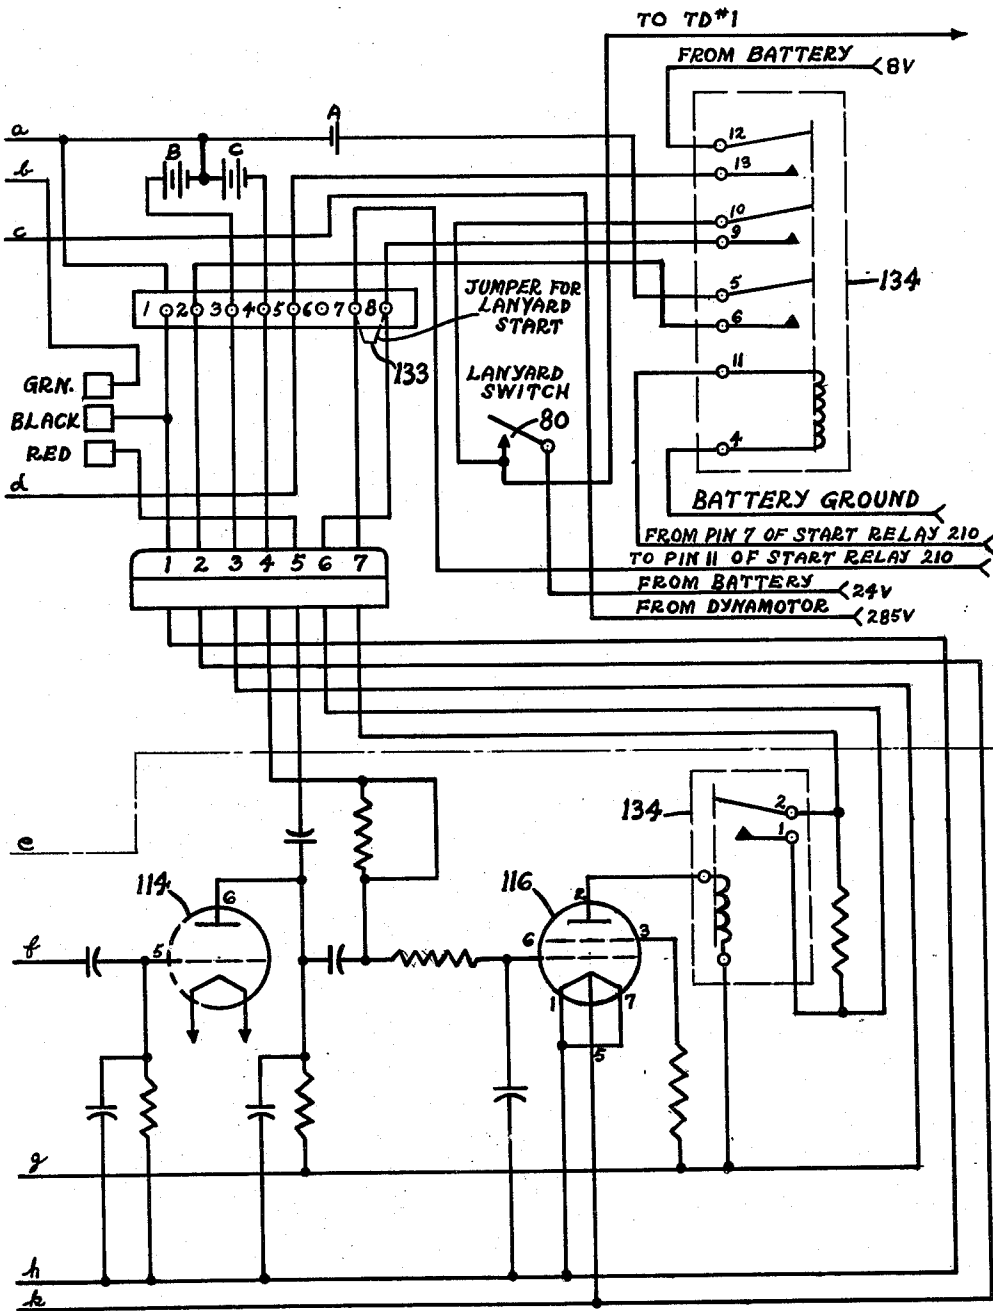 TO TD#1
FROM BATTERY
8V
a
A
12
B
C
13
b
10
c
9
JUMPER FOR
LANYARD
START
134
5
1 2 3 4 5 6 7 8
6
133
11
GRN.
LANYARD
SWITCH
BLACK
80
RED
4
d
BATTERY GROUND
FROM PIN 7 OF START RELAY 210
1 2 3 4 5 6 7
TO PIN 11 OF START RELAY 210
FROM BATTERY
24V
FROM DYNAMOTOR
285V
134
2
1
e
114
6
116
2
f
5
6
3
1
7
5
g
h
k